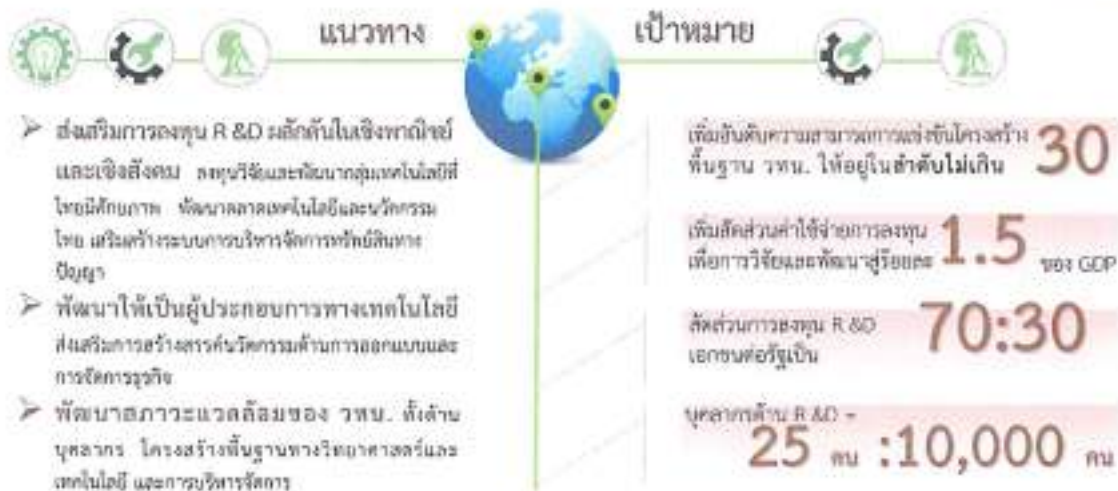 แนวทาง
➢ ส่งเสริมการลงทุน R &D ผลักดันในเชิงพาณิชย์
และเชิงสังคม ลงทุนวิจัยและพัฒนากลุ่มเทคโนโลยีที่
ไทยมีศักยภาพ พัฒนาตลาดเทคโนโลยีและนวัตกรรม
ไทย เสริมสร้างระบบการบริหารจัดการทรัพย์สินทาง
ปัญญา
➢ พัฒนาให้เป็นผู้ประกอบการทางเทคโนโลยี
ส่งเสริมการสร้างสรรค์นวัตกรรมด้านการออกแบบและ
การจัดการธุรกิจ
➢ พัฒนาสภาวะแวดล้อมของ วทน. ทั้งด้าน
บุคลากร โครงสร้างพื้นฐานทางวิทยาศาสตร์และ
เทคโนโลยี และการบริหารจัดการ
เป้าหมาย
เพิ่มอันดับความสามารถการแข่งขันโครงสร้าง
พื้นฐาน วทน. ให้อยู่ในลำดับไม่เกิน 30
เพิ่มสัดส่วนค่าใช้จ่ายการลงทุน
เพื่อการวิจัยและพัฒนาสู่ร้อยละ 1.5 ของ GDP
สัดส่วนการลงทุน R &D
เอกชนต่อรัฐเป็น 70:30
บุคลากรด้าน R &D =
25 คน :10,000 คน